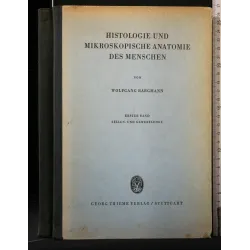 HISTOLOGIE UND
MIKROSKOPISCHE ANATOMIE
DES MENSCHEN
VON
WOLFGANG BARGMANN
ERSTER BAND
ZELLEN- UND GEWEBELEHRE
GEORG THIEME VERLAG / STUTTGART